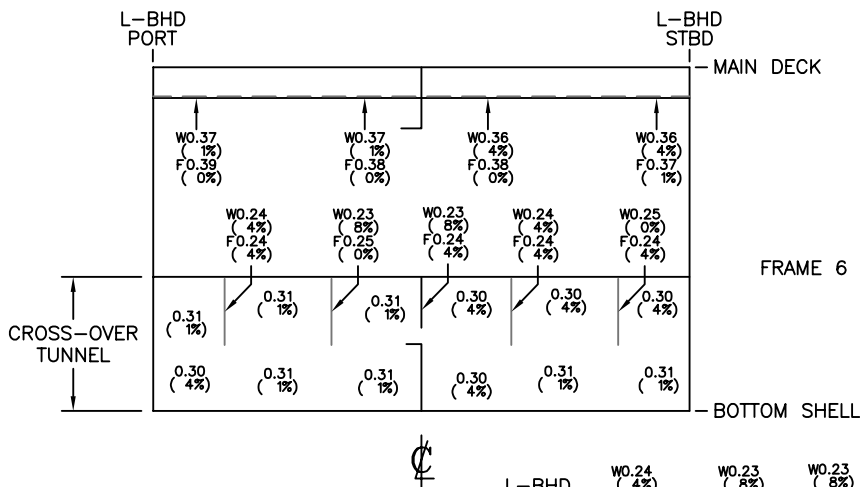 L-BHD
PORT
L-BHD
STBD
MAIN DECK
W0.37
( 1%)
F0.39
( 0%)
W0.37
( 1%)
F0.38
( 0%)
W0.36
( 4%)
F0.38
( 0%)
W0.36
( 4%)
F0.37
( 1%)
W0.24
( 4%)
F0.24
( 4%)
W0.23
( 8%)
F0.25
( 0%)
W0.23
( 8%)
F0.24
( 4%)
W0.24
( 4%)
F0.24
( 4%)
W0.25
( 0%)
F0.24
( 4%)
FRAME 6
CROSS-OVER
TUNNEL
0.31
( 1%)
0.31
( 1%)
0.31
( 1%)
0.30
( 4%)
0.30
( 4%)
0.30
( 4%)
0.30
( 4%)
0.31
( 1%)
0.31
( 1%)
0.30
( 4%)
0.31
( 1%)
0.31
( 1%)
BOTTOM SHELL
℄
L-BHD
W0.24
( 4%)
W0.23
( 8%)
W0.23
( 8%)